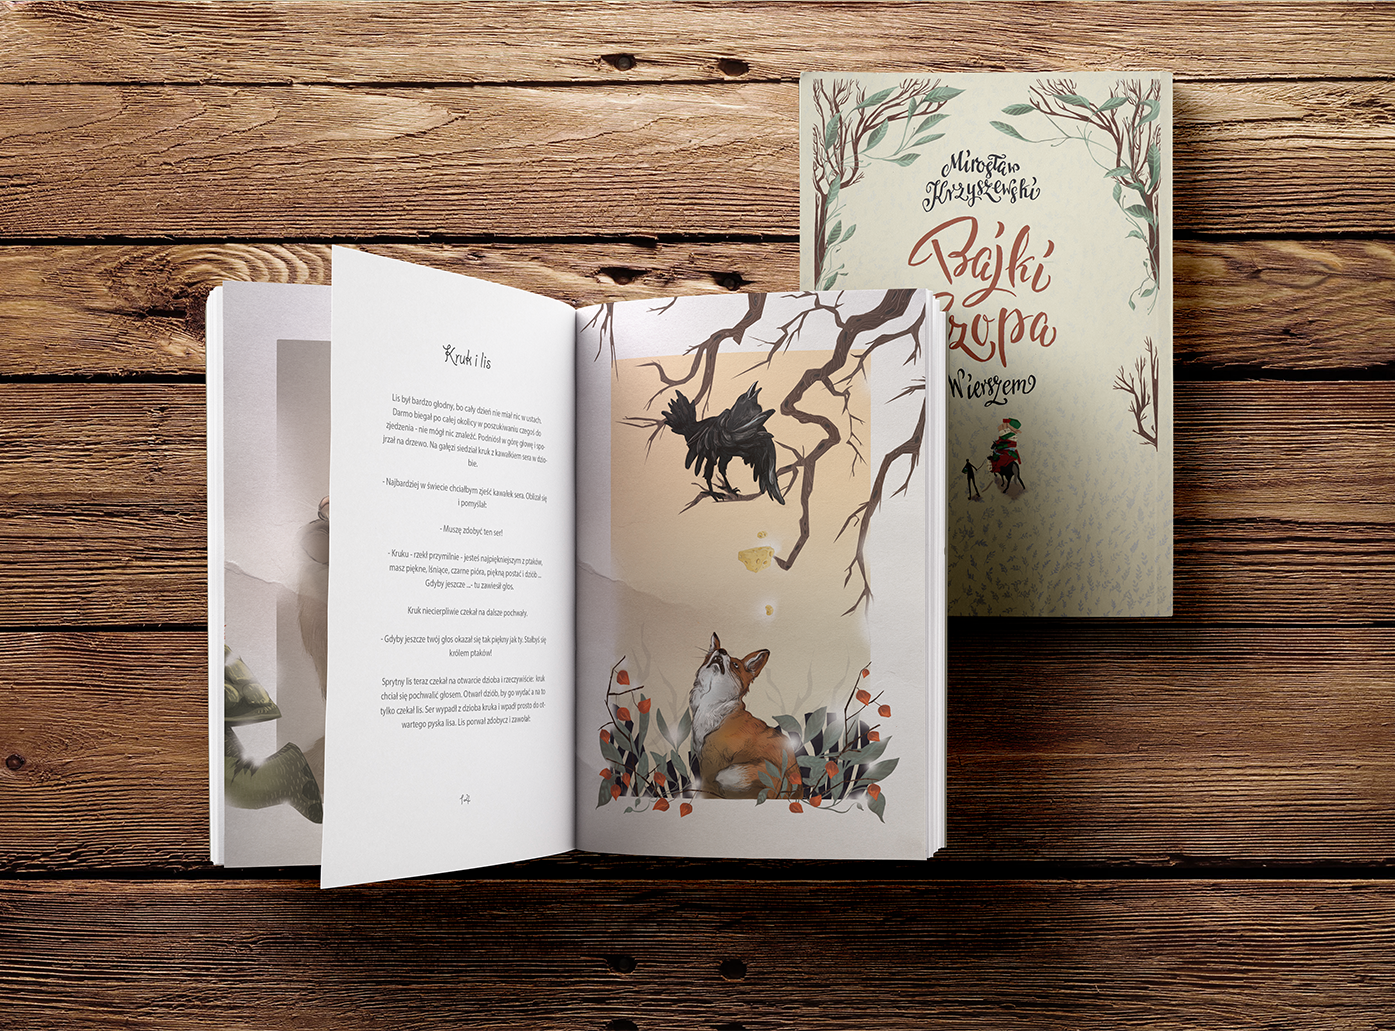 Kruk i lis
Lis był bardzo głodny, bo cały dzień nie miał nic w ustach.
Darmo biegał po całej okolicy w poszukiwaniu czegoś do
zjedzenia - nie mógł nic znaleźć. Podniósł w górę głowę i spo-
jrzał na drzewo. Na gałęzi siedział kruk z kawałkiem sera w dzio-
bie.
- Najbardziej w świecie chciałbym zjeść kawałek sera. Oblizał się
i pomyślał:
- Muszę zdobyć ten ser!
- Kruku - rzekł przymilnie - jesteś najpiękniejszym z ptaków,
masz piękne, lśniące, czarne pióra, piękną postać i dziób ...
Gdyby jeszcze ...- tu zawiesił głos.
Kruk niecierpliwie czekał na dalsze pochwały.
- Gdyby jeszcze twój głos okazał się tak piękny jak ty. Stałbyś się
królem ptaków!
Sprytny lis teraz czekał na otwarcie dzioba i rzeczywiście: kruk
chciał się pochwalić głosem. Otwarł dziób, by go wydać a na to
tylko czekał lis. Ser wypadł z dzioba kruka i wpadł prosto do ot-
wartego pyska lisa. Lis porwał zdobycz i zawołał:
14
Mirosław
Krzyszewski
Bajki
zopa
Wierszem